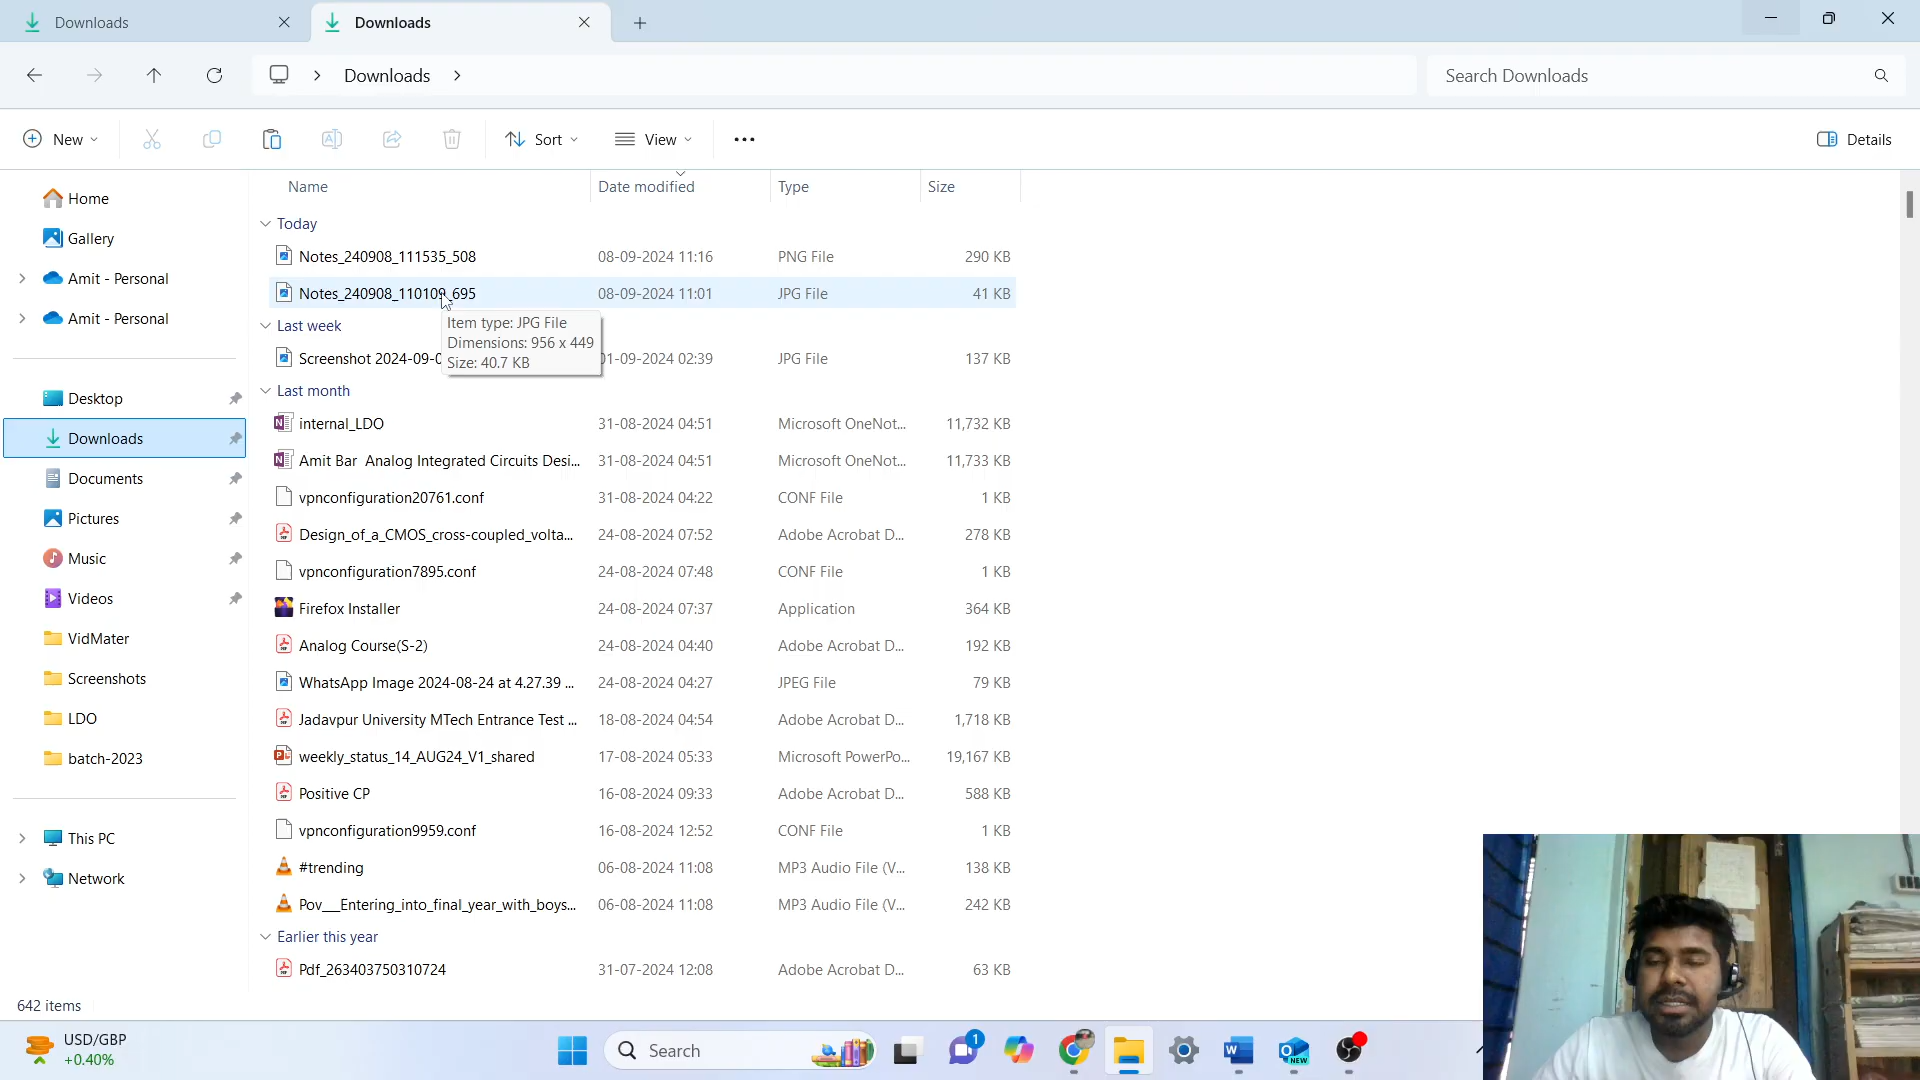 Downloads
Downloads
Downloads
Search Downloads
New
Sort
View
Details
Name Date modified Type Size
Home
Gallery
Amit - Personal
Amit - Personal
Desktop
Downloads
Documents
Pictures
Music
Videos
VidMater
Screenshots
LDO
batch-2023
This PC
Network
Today
Notes_240908_111535_508 08-09-2024 11:16 PNG File 290 KB
Notes_240908_110109_695 08-09-2024 11:01 JPG File 41 KB
Item type: JPG File
Dimensions: 956 x 449
Size: 40.7 KB
Last week
Screenshot 2024-09-0 01-09-2024 02:39 JPG File 137 KB
Last month
internal_LDO 31-08-2024 04:51 Microsoft OneNot... 11,732 KB
Amit Bar Analog Integrated Circuits Desi... 31-08-2024 04:51 Microsoft OneNot... 11,733 KB
vpnconfiguration20761.conf 31-08-2024 04:22 CONF File 1 KB
Design_of_a_CMOS_cross-coupled_volta... 24-08-2024 07:52 Adobe Acrobat D... 278 KB
vpnconfiguration7895.conf 24-08-2024 07:48 CONF File 1 KB
Firefox Installer 24-08-2024 07:37 Application 364 KB
Analog Course(S-2) 24-08-2024 04:40 Adobe Acrobat D... 192 KB
WhatsApp Image 2024-08-24 at 4.27.39 ... 24-08-2024 04:27 JPEG File 79 KB
Jadavpur University MTech Entrance Test ... 18-08-2024 04:54 Adobe Acrobat D... 1,718 KB
weekly_status_14_AUG24_V1_shared 17-08-2024 05:33 Microsoft PowerPo... 19,167 KB
Positive CP 16-08-2024 09:33 Adobe Acrobat D... 588 KB
vpnconfiguration9959.conf 16-08-2024 12:52 CONF File 1 KB
#trending 06-08-2024 11:08 MP3 Audio File (V... 138 KB
Pov__Entering_into_final_year_with_boys... 06-08-2024 11:08 MP3 Audio File (V... 242 KB
Earlier this year
Pdf_263403750310724 31-07-2024 12:08 Adobe Acrobat D... 63 KB
642 items
USD/GBP
+0.40%
Search
1
NEW